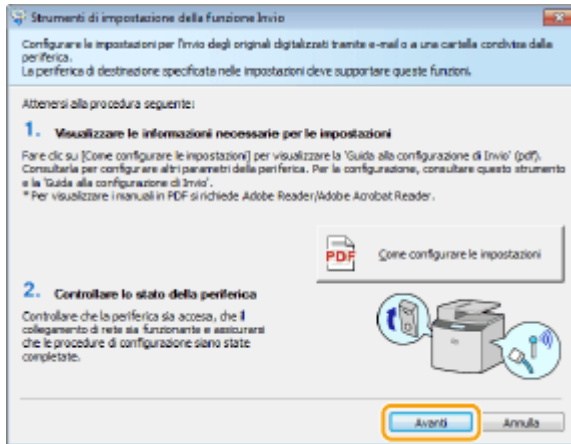 Strumenti di impostazione della funzione Invio
Configurare le impostazioni per l'invio degli originali digitalizzati tramite e-mail o a una cartella condivisa dalla
periferica.
La periferica di destinazione specificata nelle impostazioni deve supportare queste funzioni.
Attenersi alla procedura seguente:
1. Visualizzare le informazioni necessarie per le impostazioni
Fare clic su [Come configurare le impostazioni] per visualizzare la 'Guida alla configurazione di Invio' (pdf).
Consultarla per configurare altri parametri della periferica. Per la configurazione, consultare questo strumento
e la 'Guida alla configurazione di Invio'.
* Per visualizzare i manuali in PDF si richiede Adobe Reader/Adobe Acrobat Reader.
PDF
Come configurare le impostazioni
2. Controllare lo stato della periferica
Controllare che la periferica sia accesa, che il
collegamento di rete sia funzionante e assicurarsi
che le procedure di configurazione siano state
completate.
Avanti
Annulla